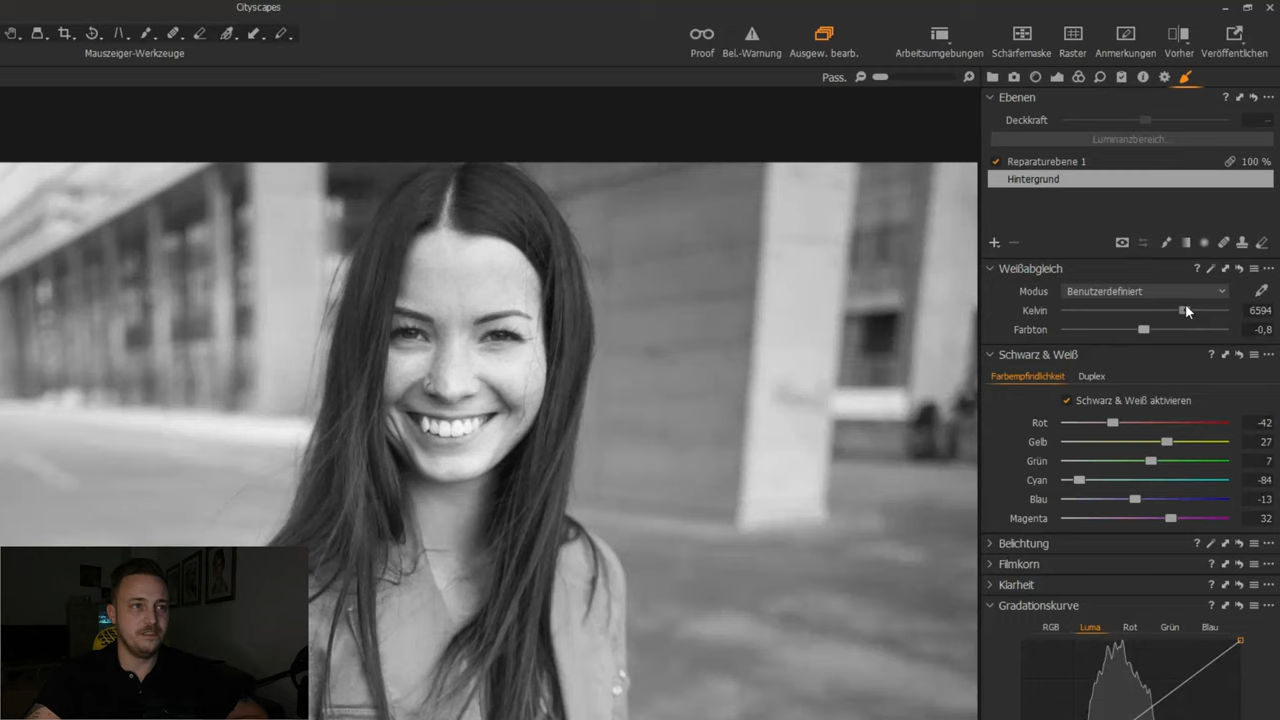 Cityscapes
Mauszeiger-Werkzeuge
Proof
Bel.-Warnung
Ausgew. bearb.
Arbeitsumgebungen
Schärfemaske
Raster
Anmerkungen
Vorher
Veröffentlichen
Pass.
Ebenen
Deckkraft
Luminanzbereich...
Reparaturebene 1 100 %
Hintergrund
Weißabgleich
Modus Benutzerdefiniert
Kelvin 6594
Farbton -0,8
Schwarz & Weiß
Farbempfindlichkeit Duplex
Schwarz & Weiß aktivieren
Rot -42
Gelb 27
Grün 7
Cyan -84
Blau -13
Magenta 32
Belichtung
Filmkorn
Klarheit
Gradationskurve
RGB Luma Rot Grün Blau